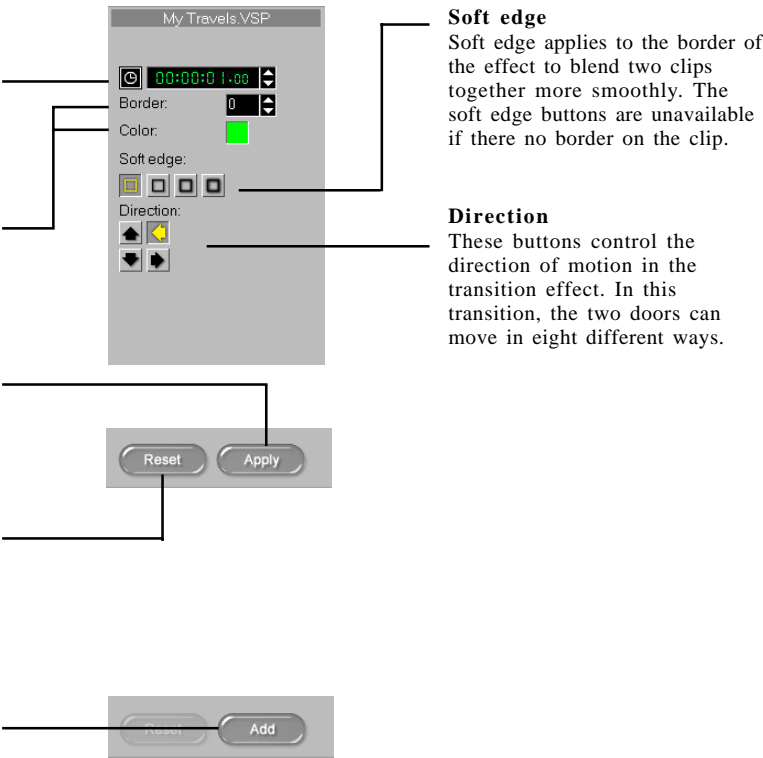 My Travels.VSP
00:00:01.00
Border: 0
Color:
Soft edge:
Direction:
Soft edge
Soft edge applies to the border of
the effect to blend two clips
together more smoothly. The
soft edge buttons are unavailable
if there no border on the clip.
Direction
These buttons control the
direction of motion in the
transition effect. In this
transition, the two doors can
move in eight different ways.
Reset Apply
Reset Add